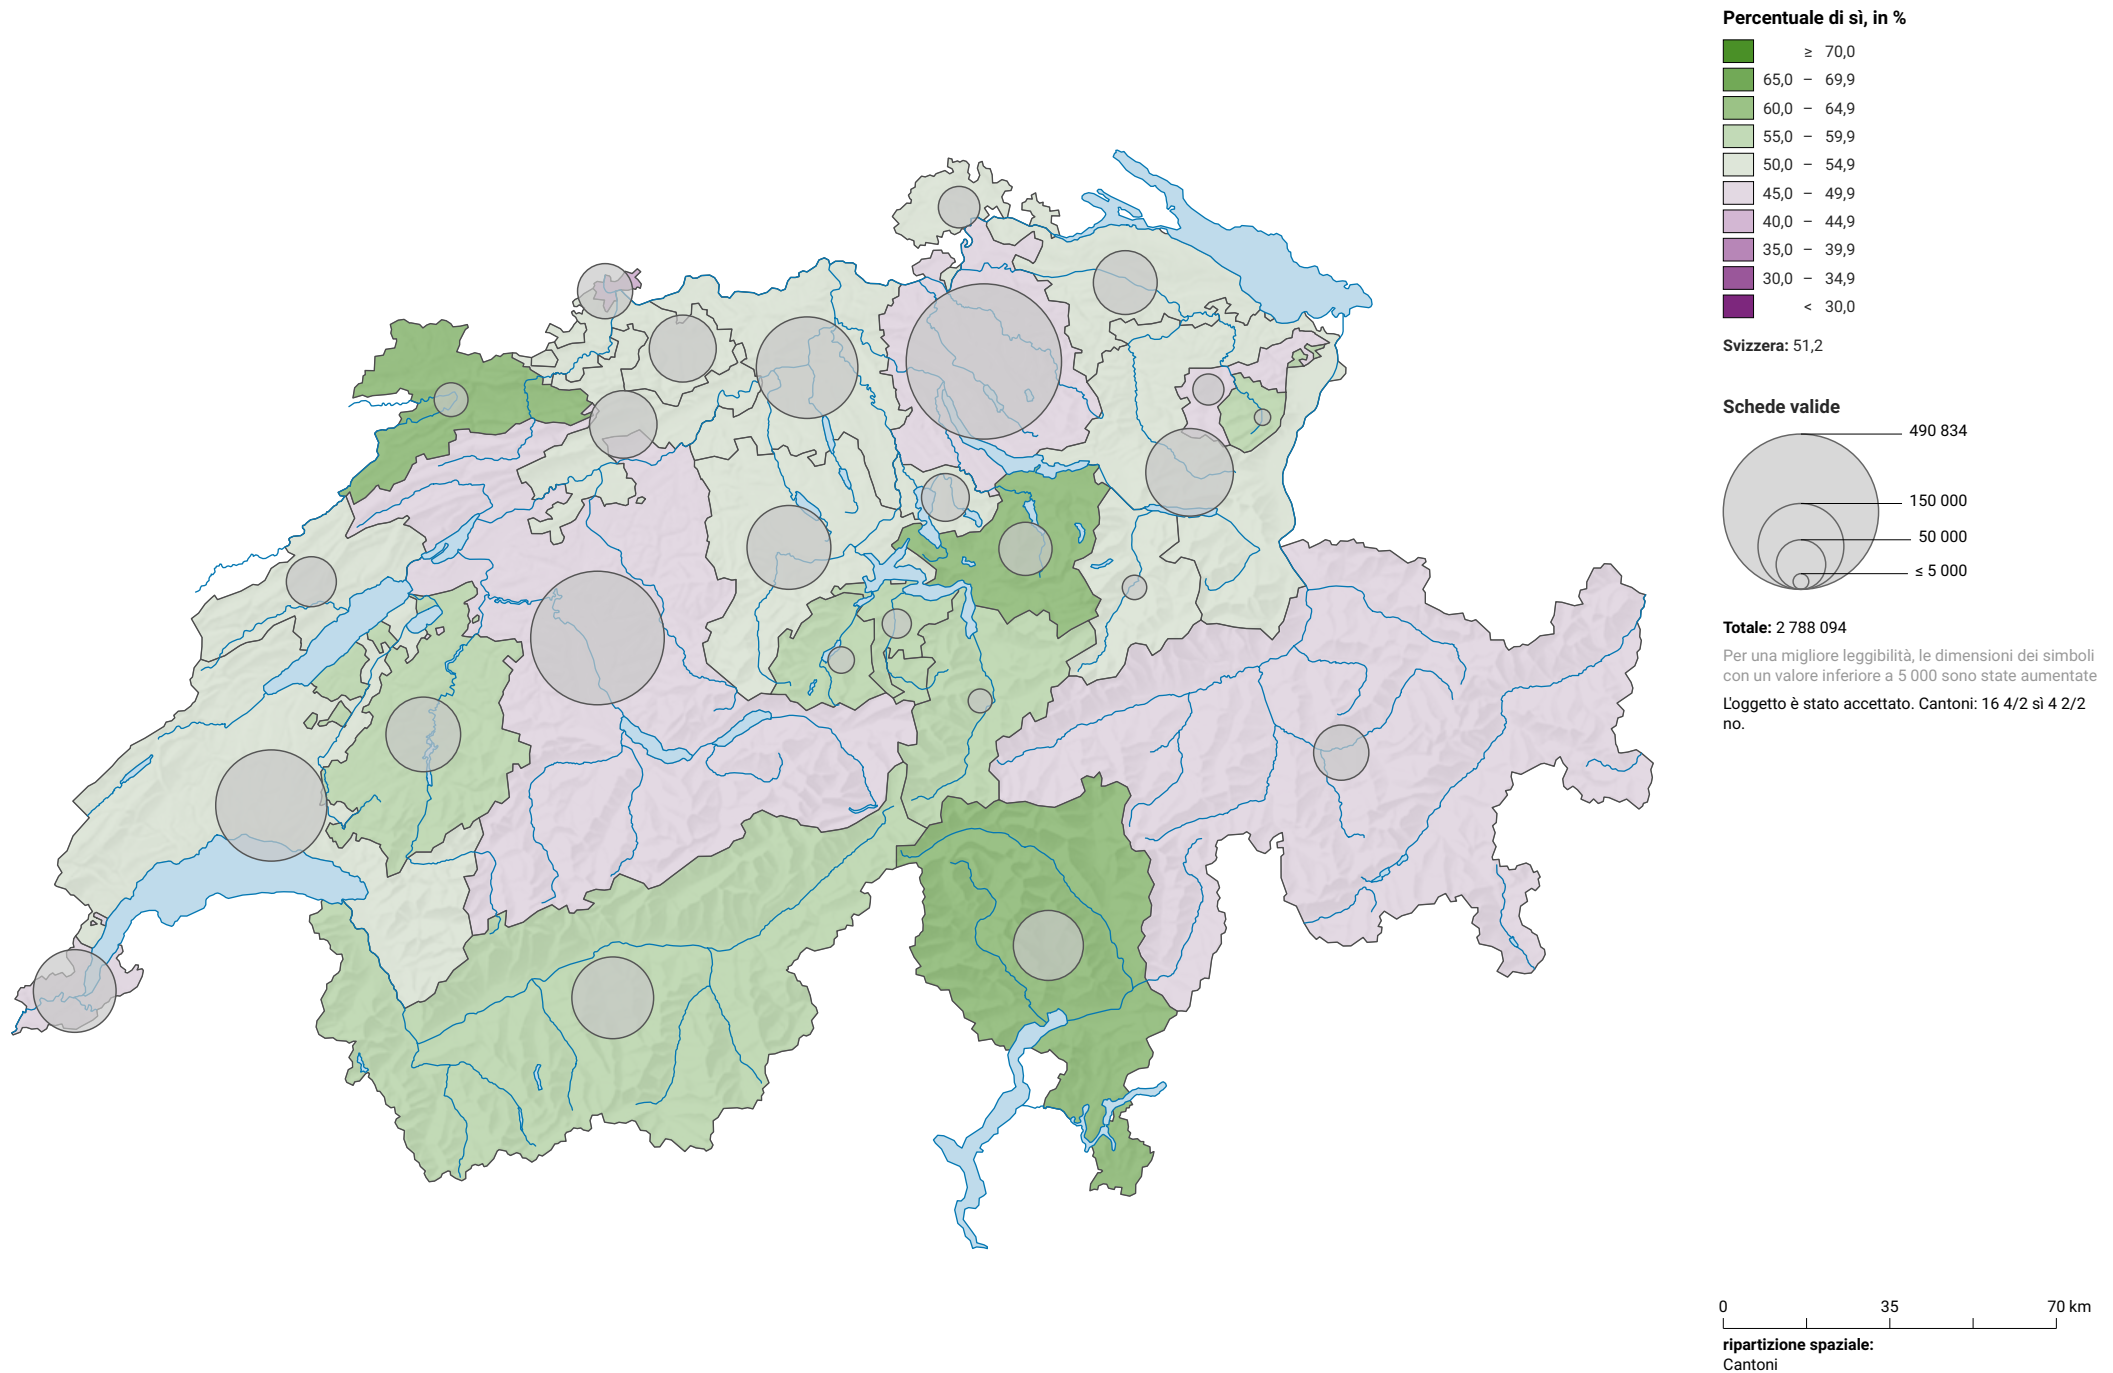 Percentuale di sì, in %
≥ 70,0
65,0 – 69,9
60,0 – 64,9
55,0 – 59,9
50,0 – 54,9
45,0 – 49,9
40,0 – 44,9
35,0 – 39,9
30,0 – 34,9
< 30,0
Svizzera: 51,2
Schede valide
490 834
150 000
50 000
≤ 5 000
Totale: 2 788 094
Per una migliore leggibilità, le dimensioni dei simboli
con un valore inferiore a 5 000 sono state aumentate
L'oggetto è stato accettato. Cantoni: 16 4/2 sì 4 2/2
no.
0 35 70 km
ripartizione spaziale:
Cantoni